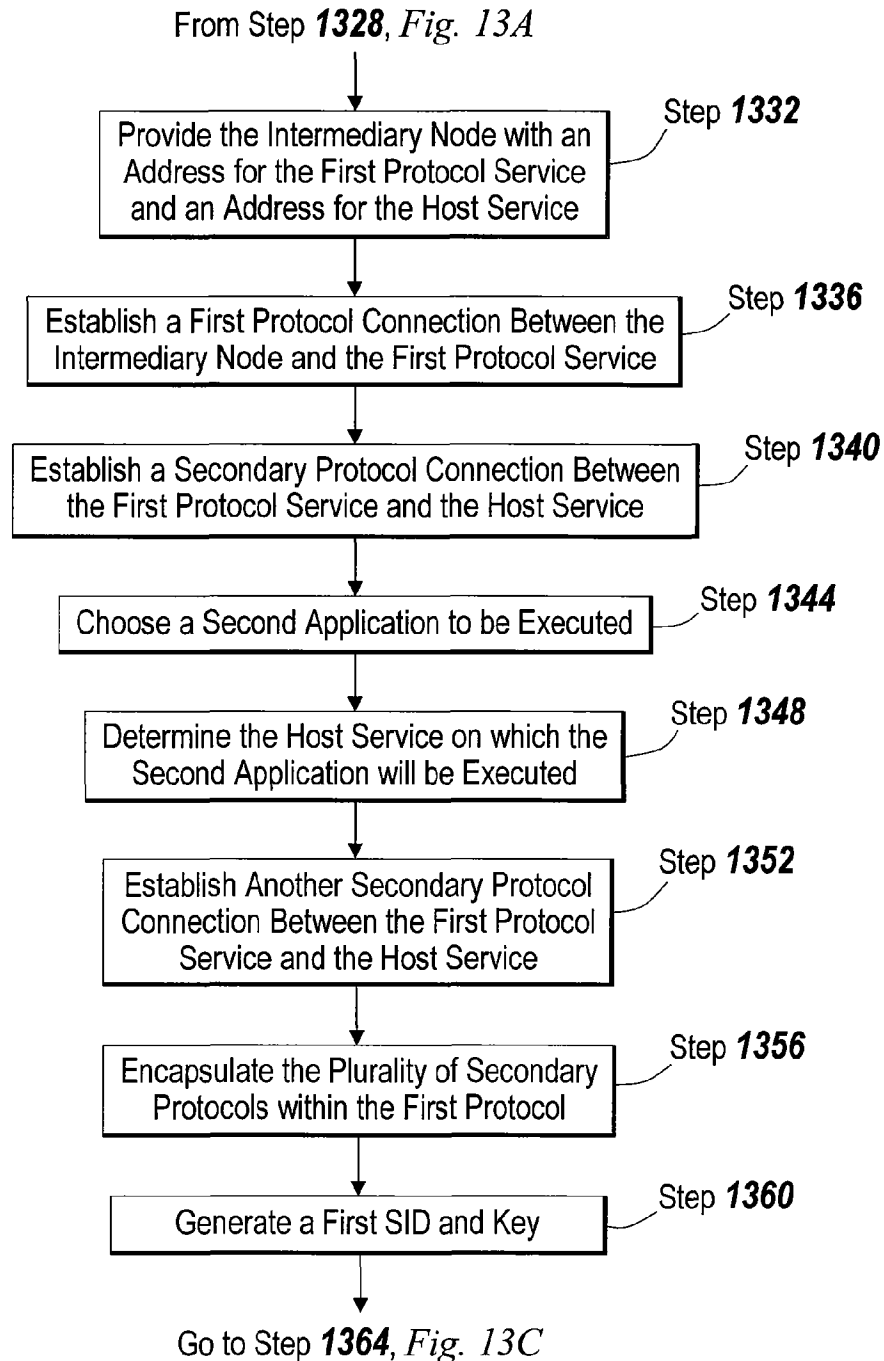 From Step 1328, Fig. 13A
Step 1332
Provide the Intermediary Node with an
Address for the First Protocol Service
and an Address for the Host Service
Step 1336
Establish a First Protocol Connection Between the
Intermediary Node and the First Protocol Service
Step 1340
Establish a Secondary Protocol Connection Between
the First Protocol Service and the Host Service
Step 1344
Choose a Second Application to be Executed
Step 1348
Determine the Host Service on which the
Second Application will be Executed
Step 1352
Establish Another Secondary Protocol
Connection Between the First Protocol
Service and the Host Service
Step 1356
Encapsulate the Plurality of Secondary
Protocols within the First Protocol
Step 1360
Generate a First SID and Key
Go to Step 1364, Fig. 13C